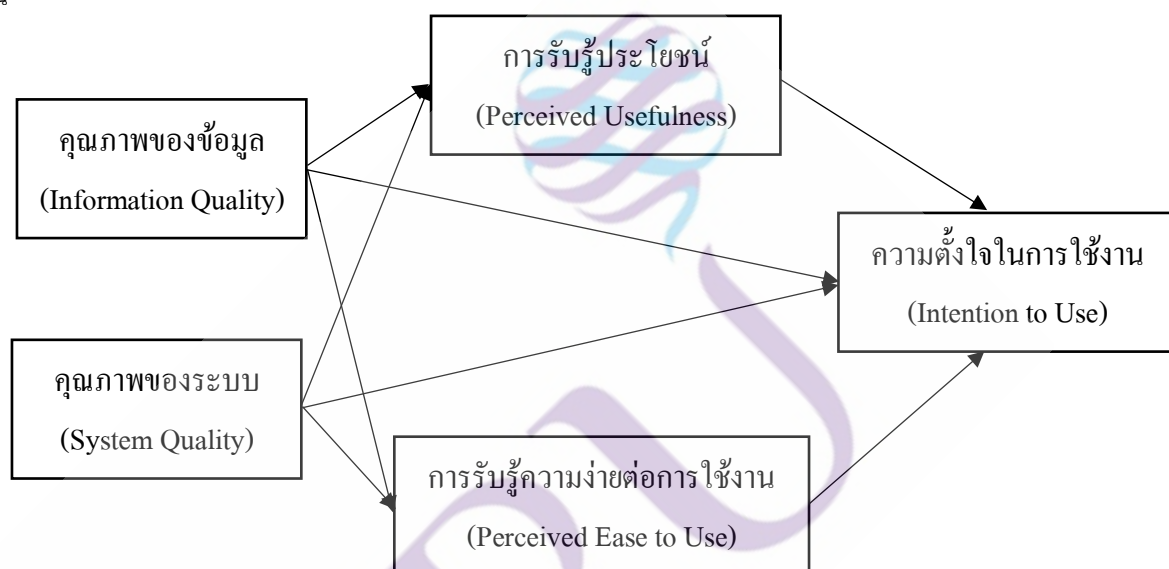 การรับรู้ประโยชน์
(Perceived Usefulness)
คุณภาพของข้อมูล
(Information Quality)
ความตั้งใจในการใช้งาน
(Intention to Use)
คุณภาพของระบบ
(System Quality)
การรับรู้ความง่ายต่อการใช้งาน
(Perceived Ease to Use)